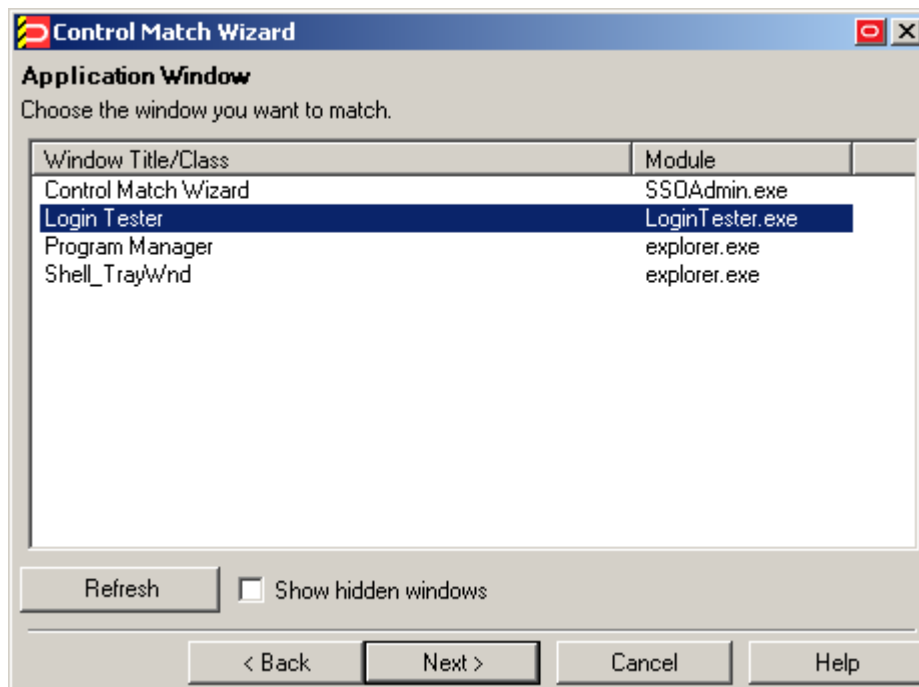 Control Match Wizard
Application Window
Choose the window you want to match.
Window Title/Class Module
Control Match Wizard SSOAdmin.exe
Login Tester LoginTester.exe
Program Manager explorer.exe
Shell_TrayWnd explorer.exe
Refresh Show hidden windows
< Back Next > Cancel Help